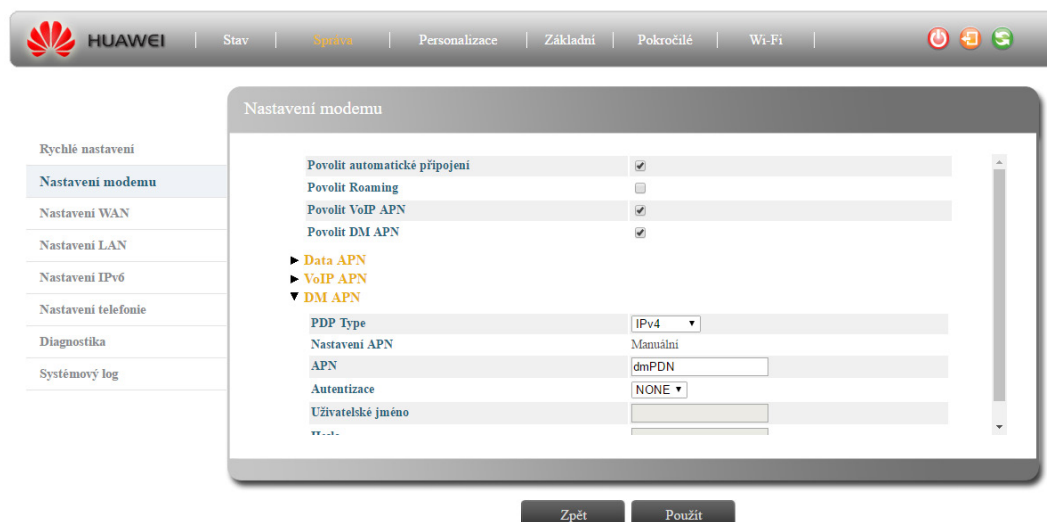 HUAWEI | Stav | Správa | Personalizace | Základní | Pokročilé | Wi-Fi |
Nastavení modemu
Rychlé nastavení
Nastavení modemu
Nastavení WAN
Nastavení LAN
Nastavení IPv6
Nastavení telefonie
Diagnostika
Systémový log
Povolit automatické připojení
Povolit Roaming
Povolit VoIP APN
Povolit DM APN
Data APN
VoIP APN
DM APN
PDP Type IPv4
Nastavení APN Manuální
APN dmPDN
Autentizace NONE
Uživatelské jméno
Zpět Použít